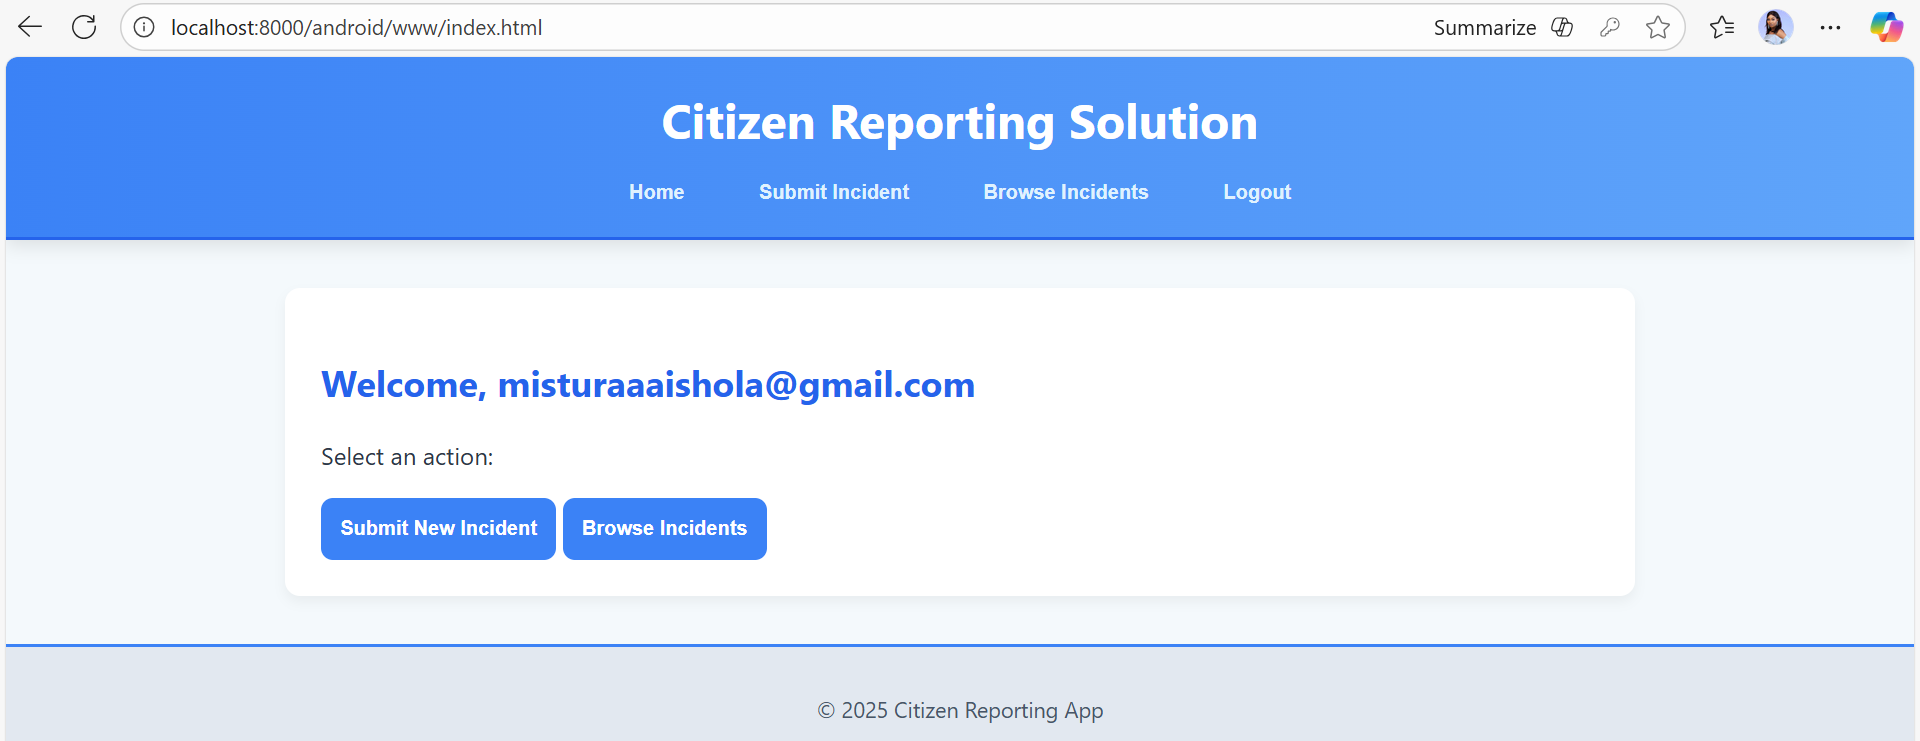 localhost:8000/android/www/index.html Summarize
Citizen Reporting Solution
Home Submit Incident Browse Incidents Logout
Welcome, misturaaaishola@gmail.com
Select an action:
Submit New Incident Browse Incidents
© 2025 Citizen Reporting App